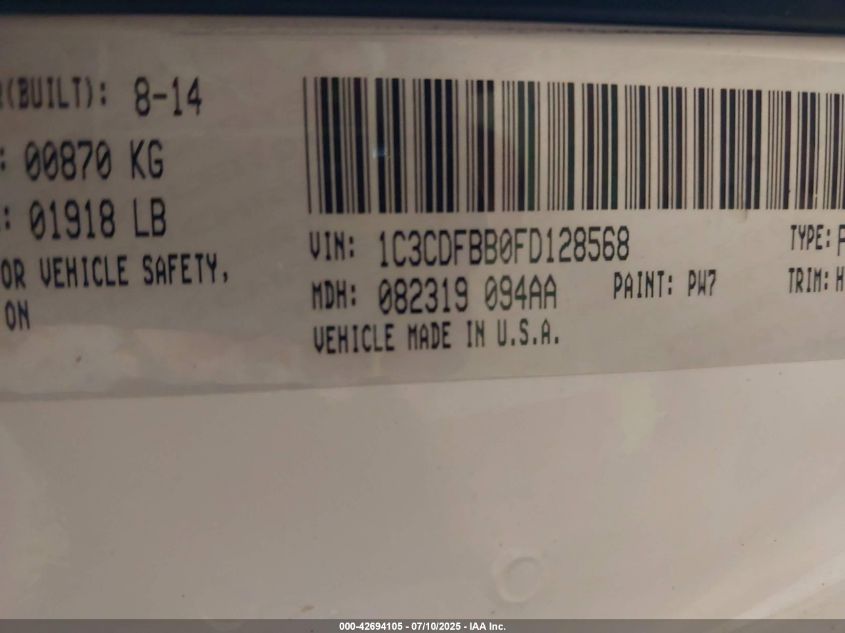 R(BUILT): 8-14
: 00870 KG
: 01918 LB
OR VEHICLE SAFETY,
ON
VIN: 1C3CDFBB0FD128568
TYPE:
MDH: 082319 094AA
PAINT: PW7
TRIM: H
VEHICLE MADE IN U.S.A.
000-42694105 - 07/10/2025 - IAA Inc.